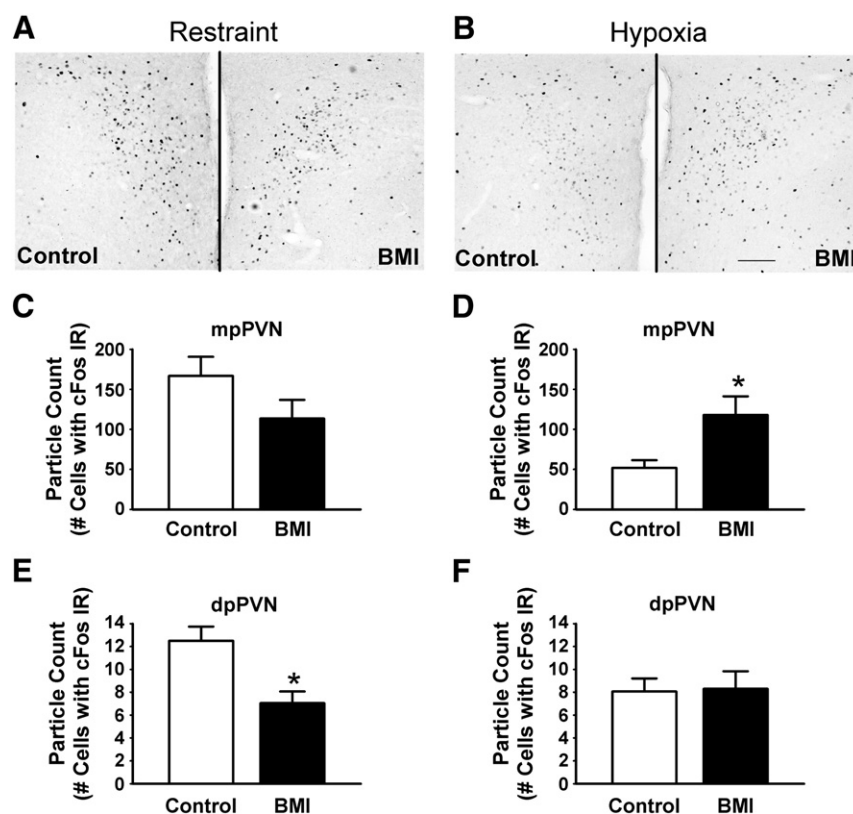 A Restraint
B Hypoxia
Control BMI
Control BMI
C
mpPVN
Particle Count
(# Cells with cFos IR)
200
150
100
50
0
Control BMI
D
mpPVN
Particle Count
(# Cells with cFos IR)
200
150
100
50
0
*
Control BMI
E
dpPVN
Particle Count
(# Cells with cFos IR)
14
12
10
8
6
4
2
0
*
Control BMI
F
dpPVN
Particle Count
(# Cells with cFos IR)
14
12
10
8
6
4
2
0
Control BMI